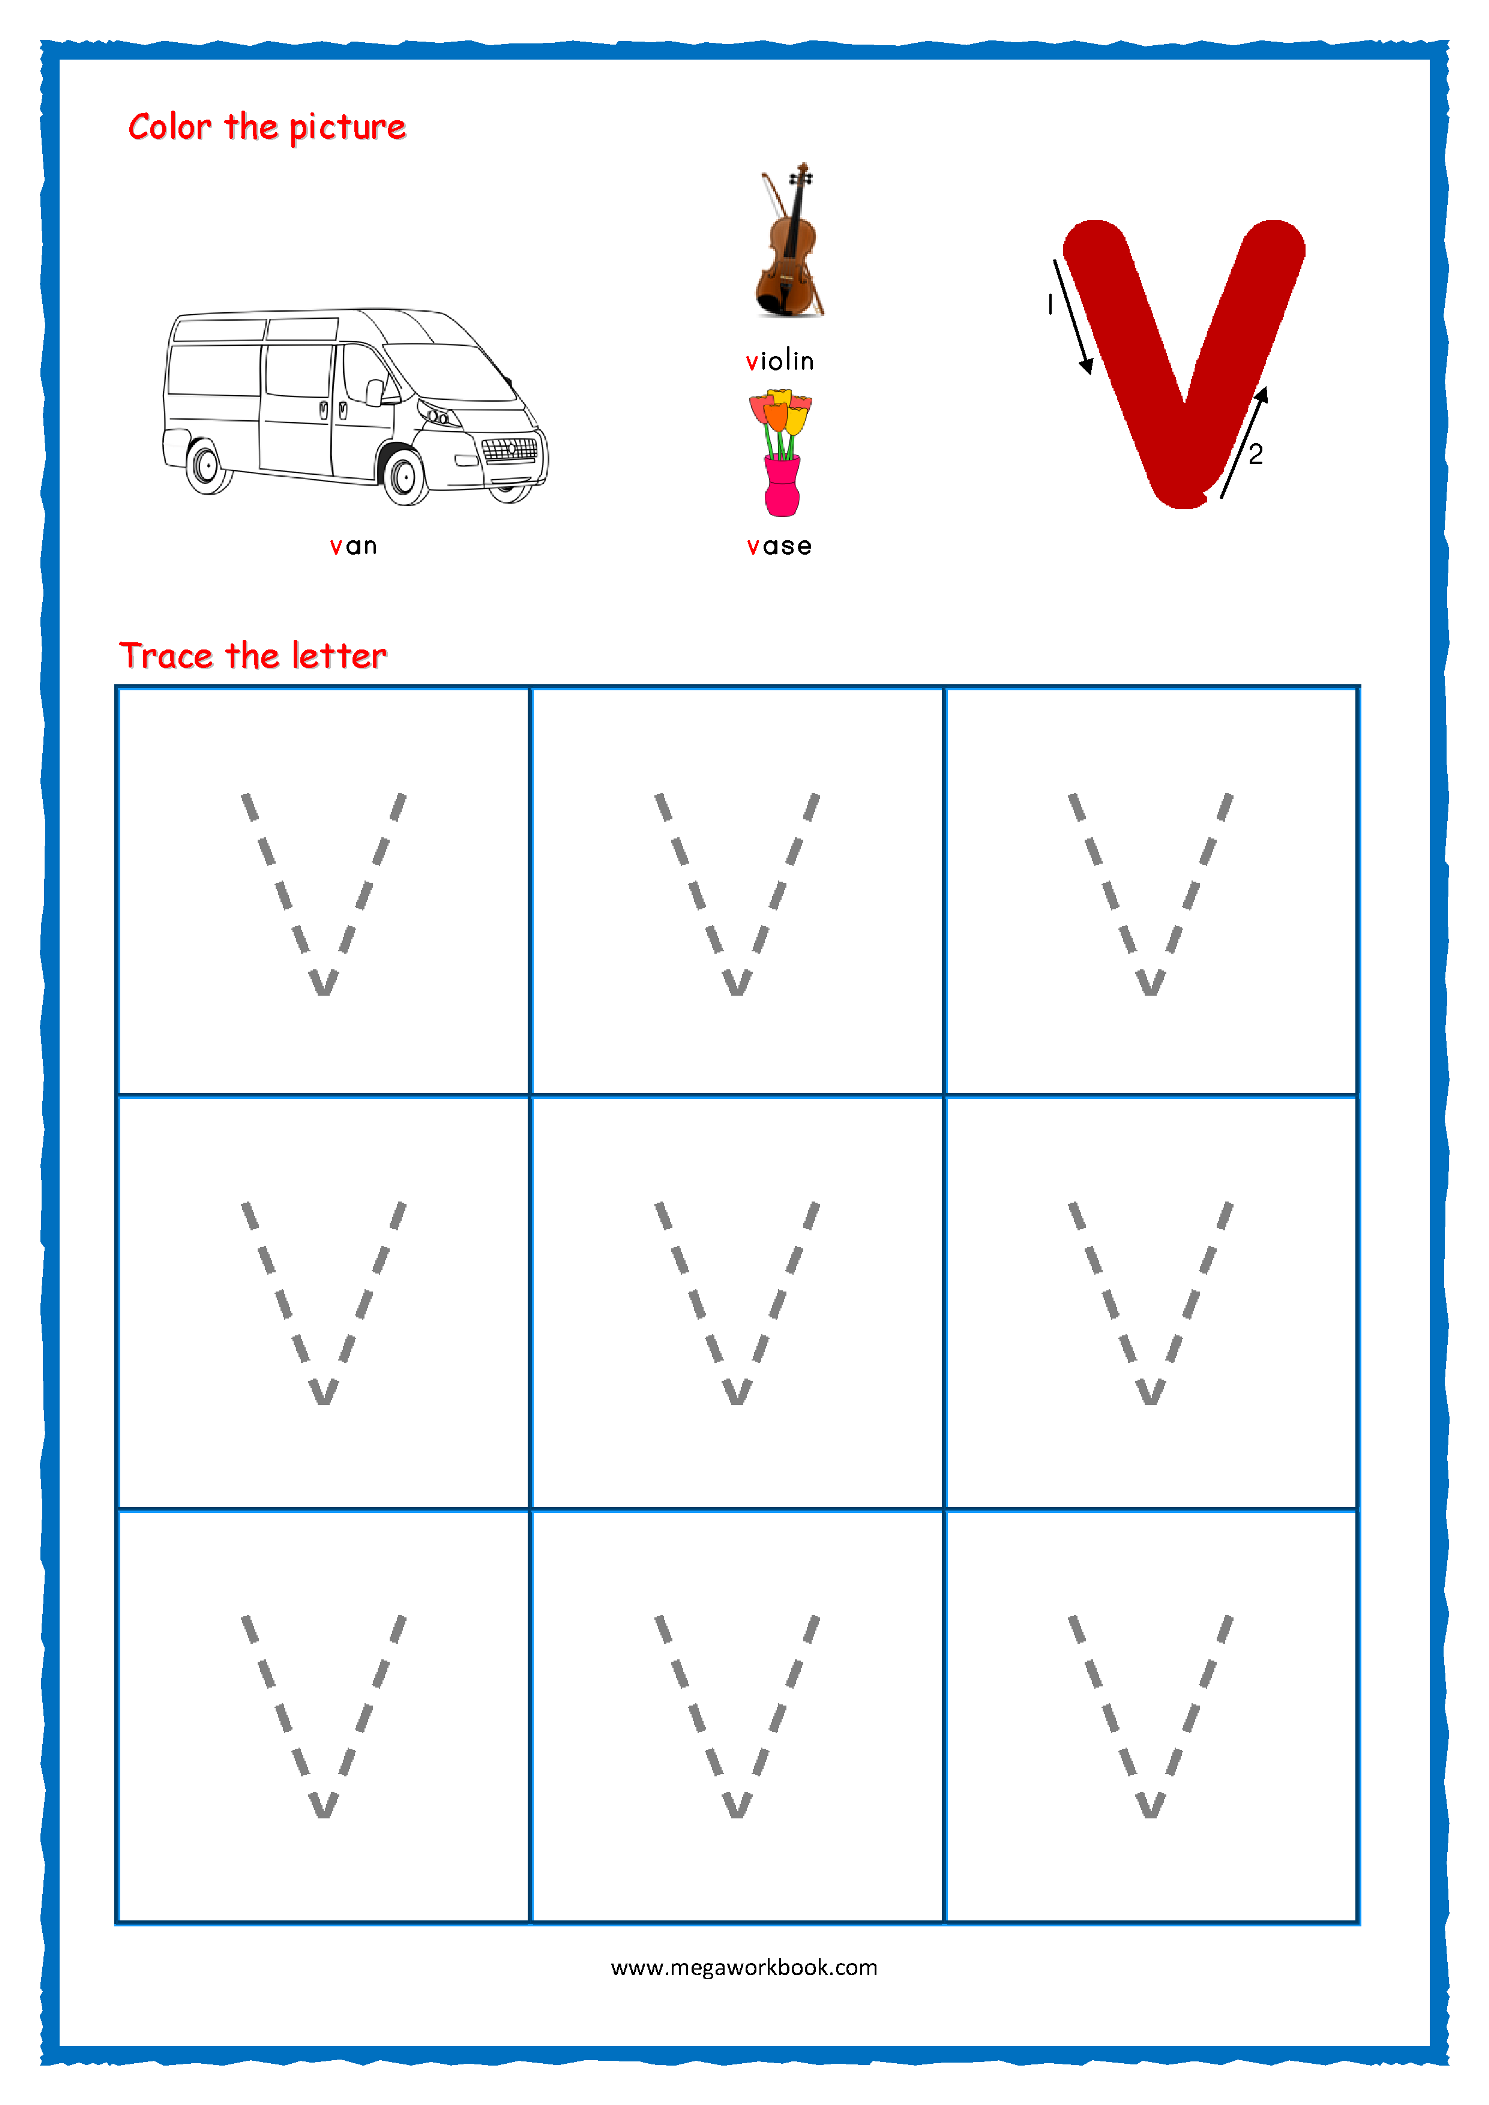 Color the picture
violin
van
vase
v
1
2
Trace the letter
v v v
v v v
v v v
www.megaworkbook.com